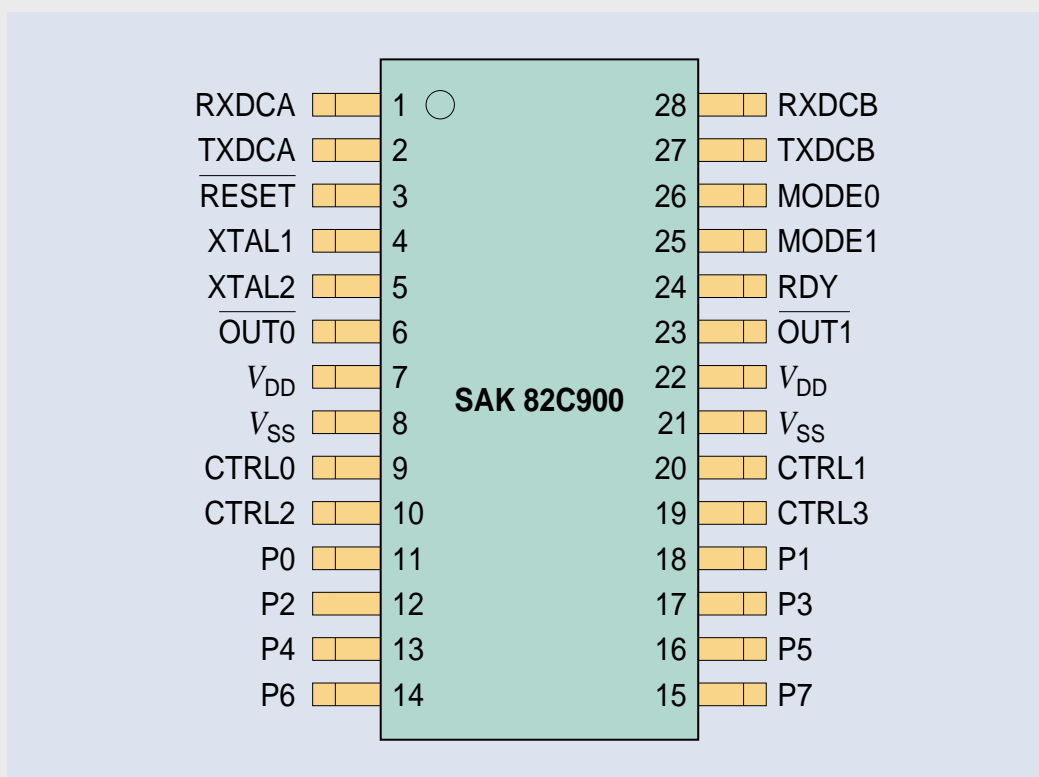 RXDCA 1 28 RXDCB
TXDCA 2 27 TXDCB
RESET 3 26 MODE0
XTAL1 4 25 MODE1
XTAL2 5 24 RDY
OUT0 6 23 OUT1
VDD 7 22 VDD
SAK 82C900
VSS 8 21 VSS
CTRL0 9 20 CTRL1
CTRL2 10 19 CTRL3
P0 11 18 P1
P2 12 17 P3
P4 13 16 P5
P6 14 15 P7